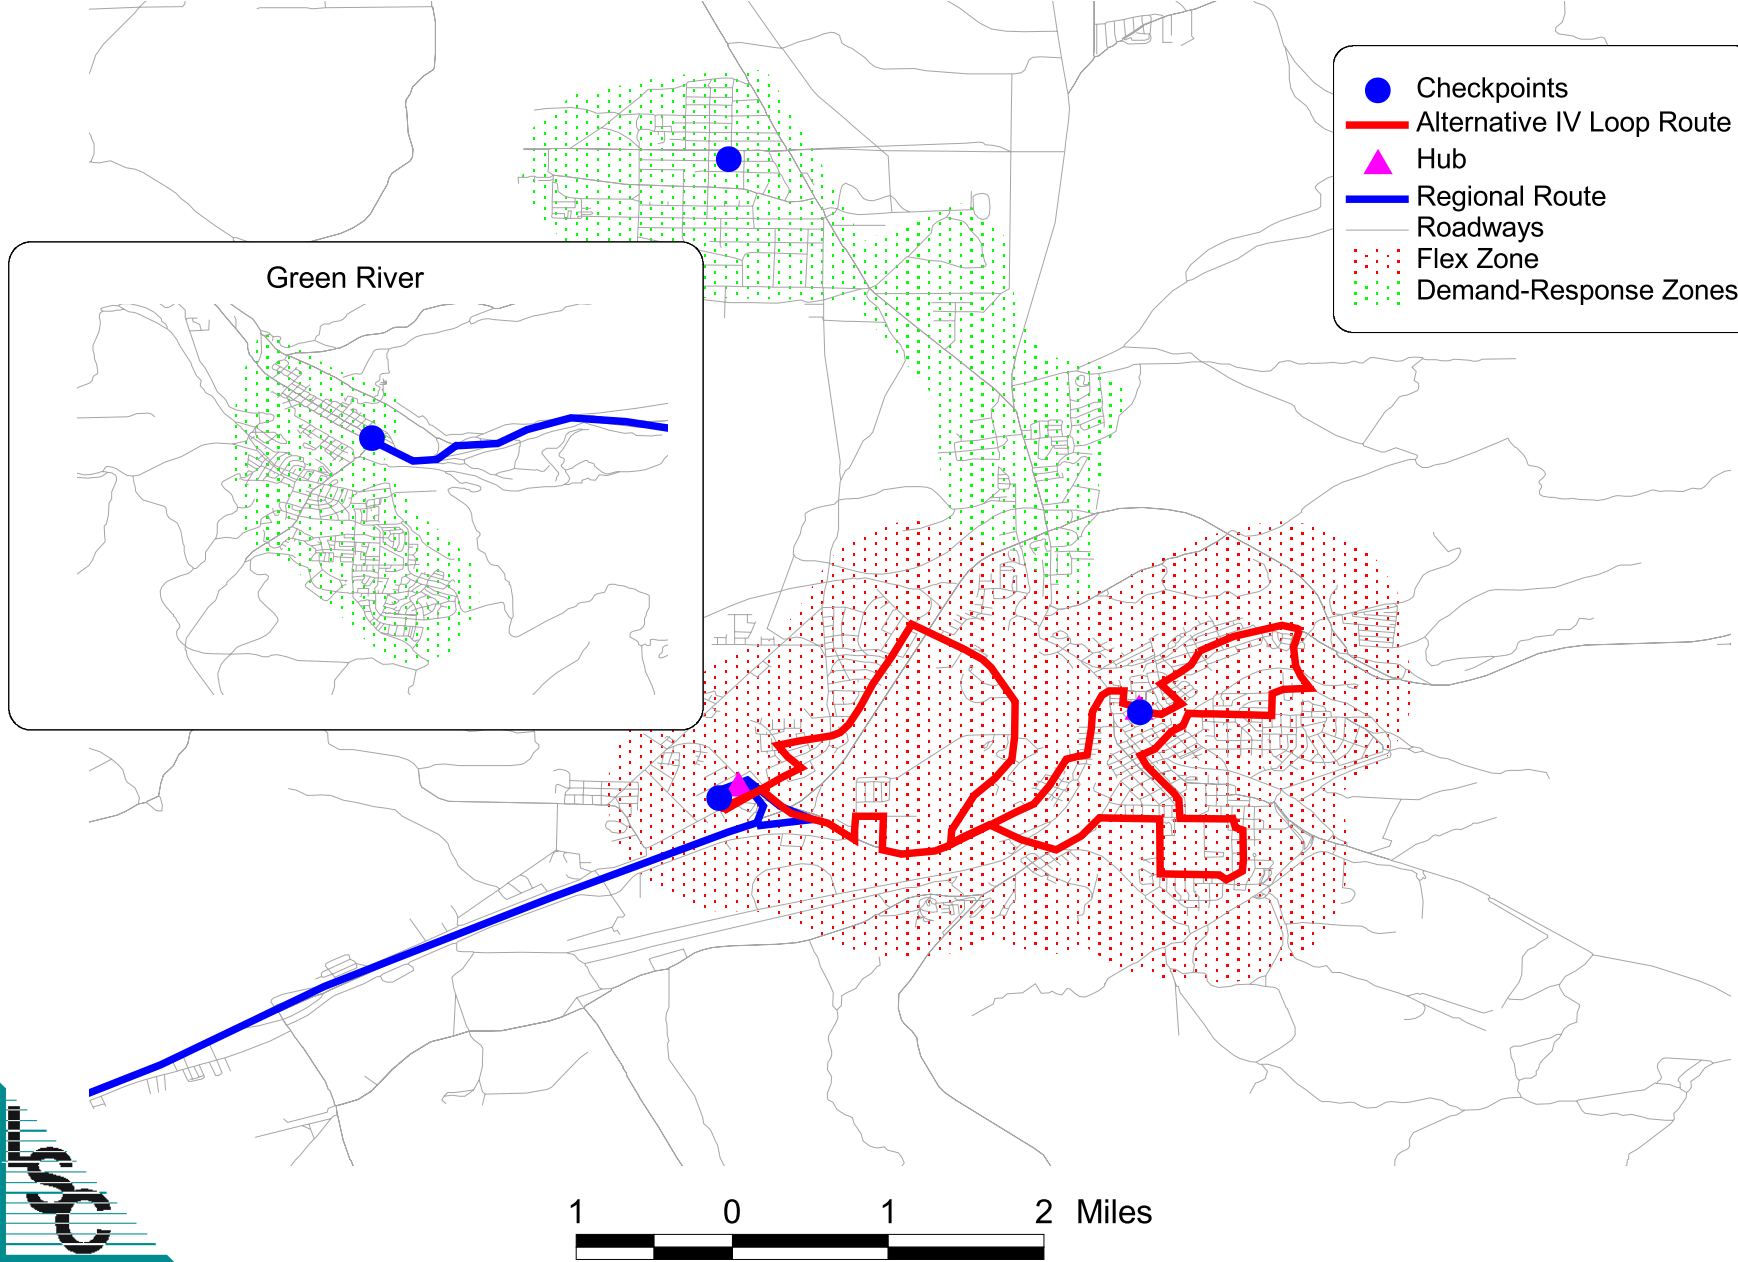 Checkpoints
Alternative IV Loop Route
Hub
Regional Route
Roadways
Flex Zone
Demand-Response Zones
Green River
1 0 1 2 Miles
LSC